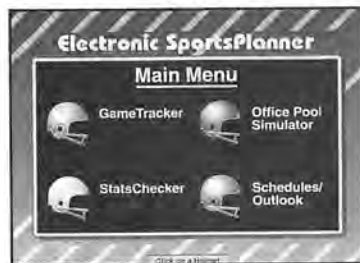 Electronic SportsPlanner
Main Menu
GameTracker
Office Pool
Simulator
StatsChecker
Schedules/
Outlook
Click on a Helmet